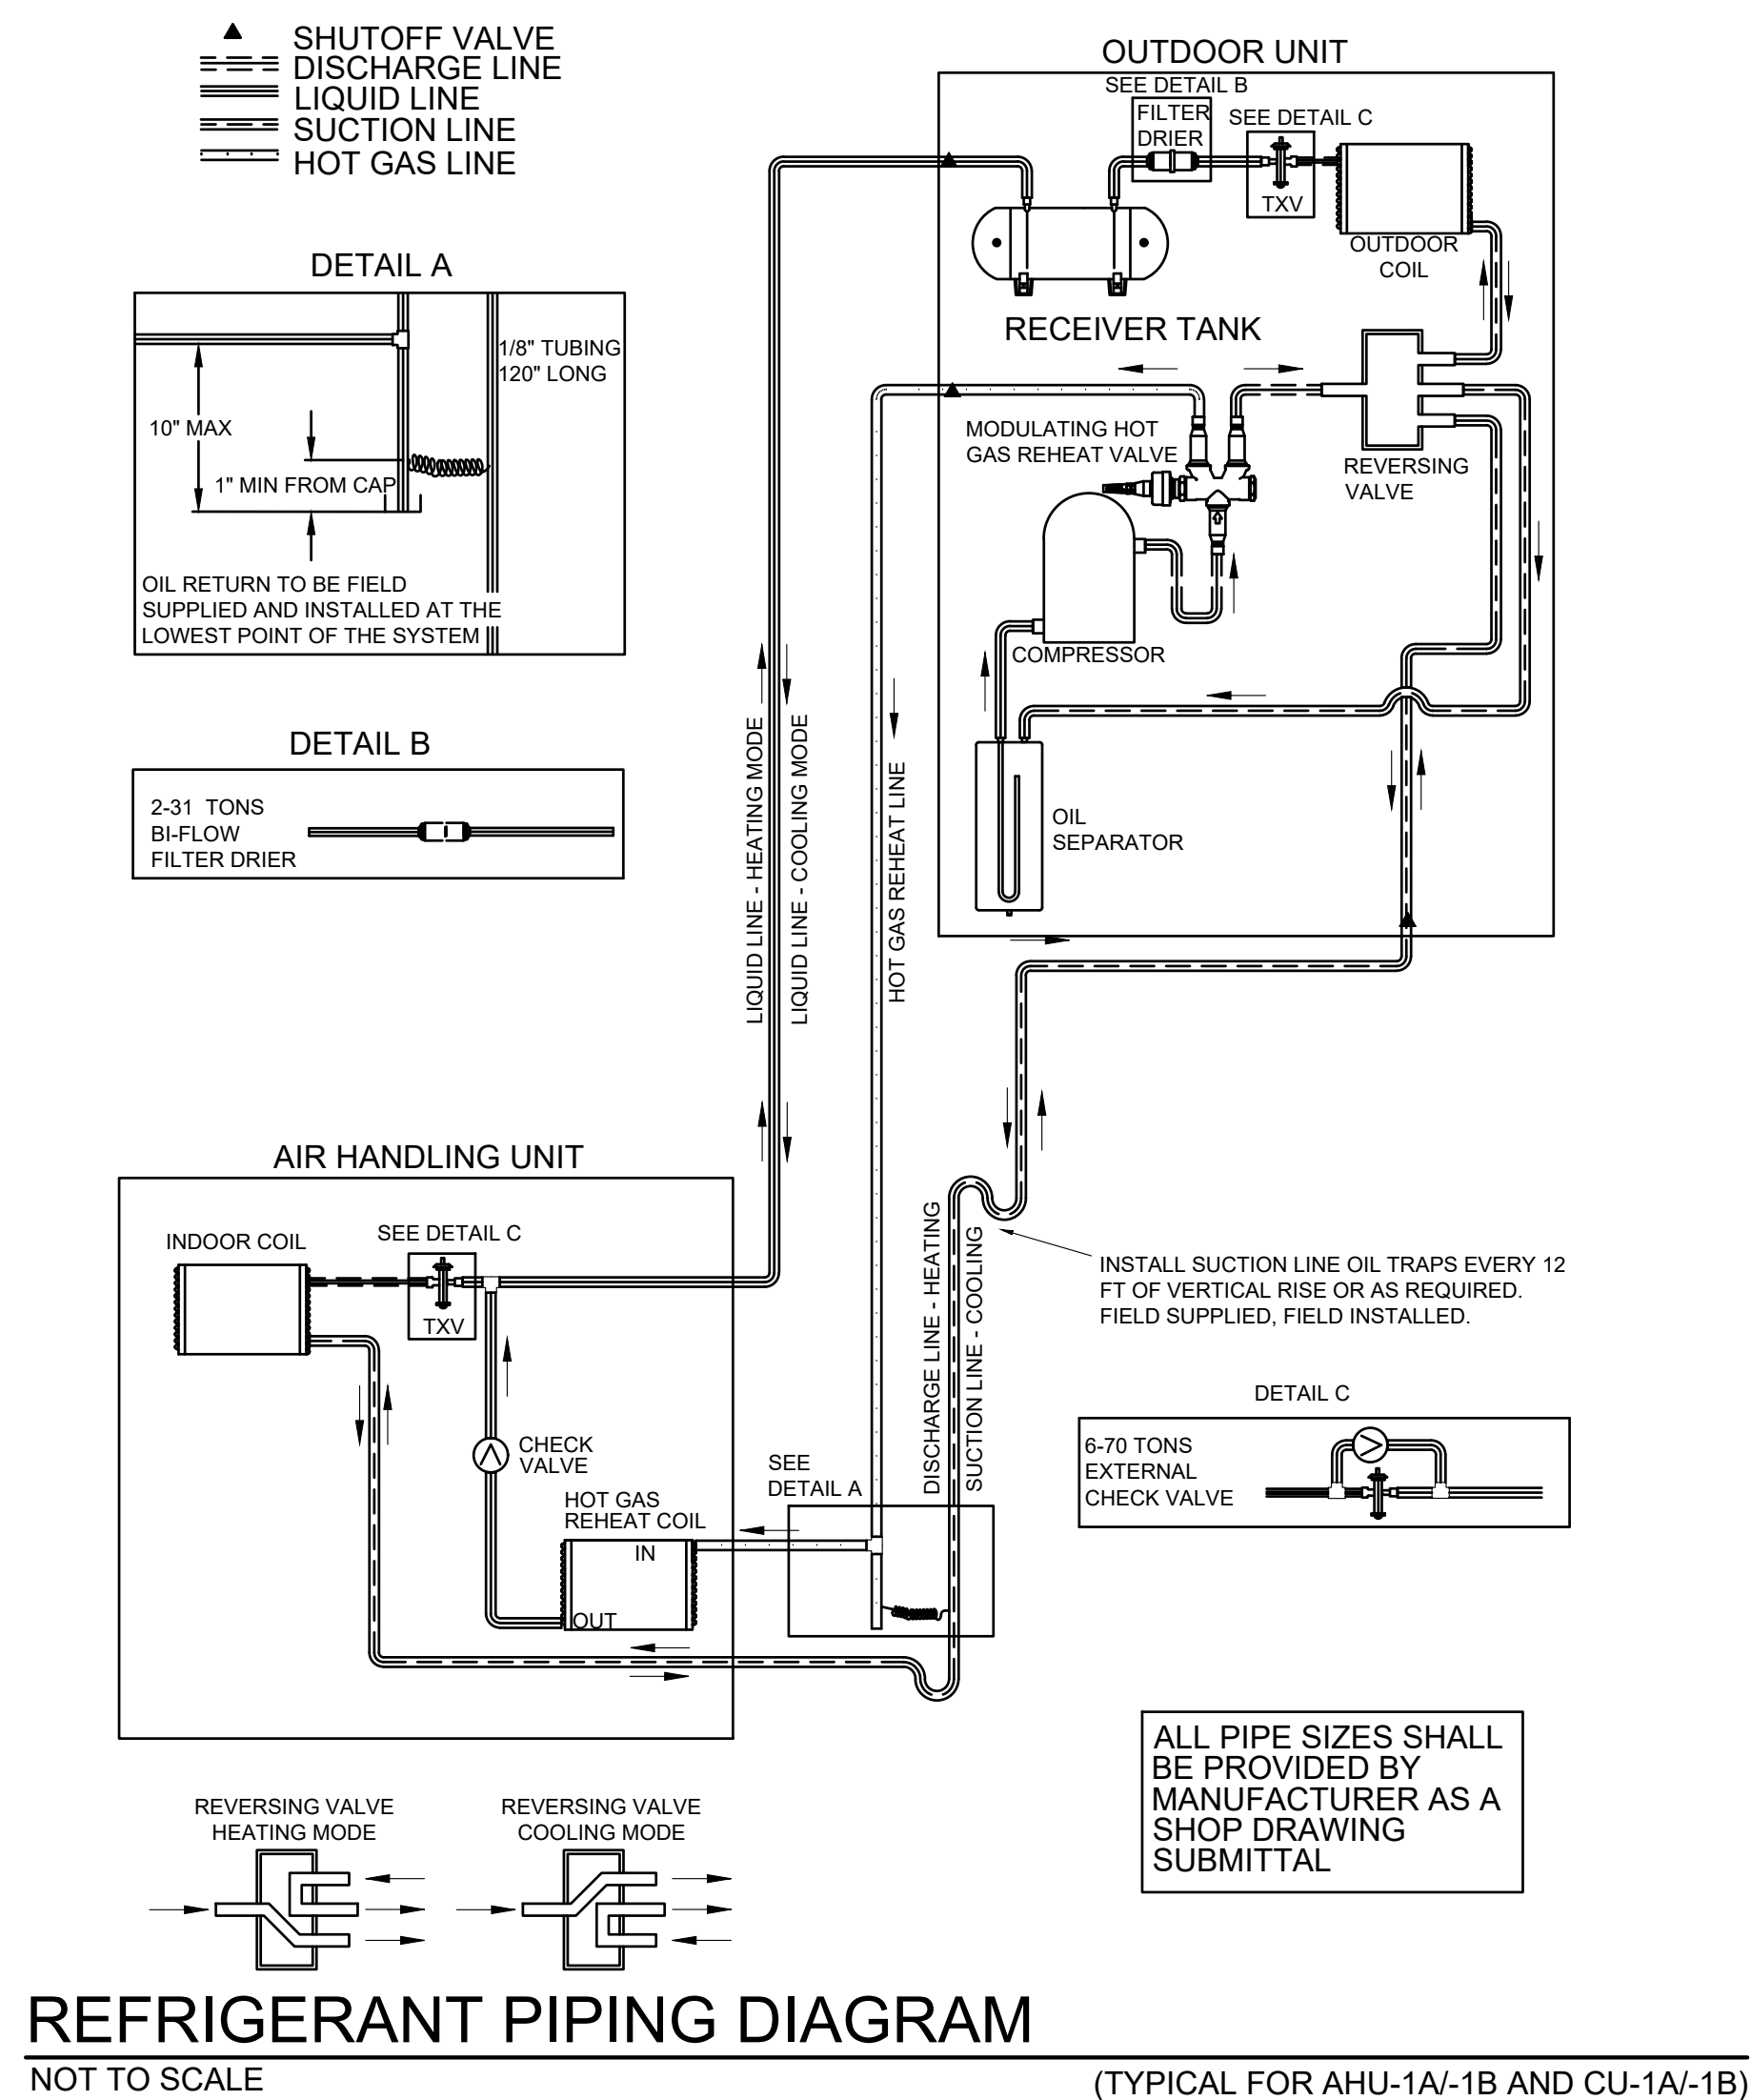 SHUTOFF VALVE
DISCHARGE LINE
LIQUID LINE
SUCTION LINE
HOT GAS LINE
OUTDOOR UNIT
SEE DETAIL B
FILTER
DRIER
SEE DETAIL C
TXV
OUTDOOR
COIL
RECEIVER TANK
MODULATING HOT
GAS REHEAT VALVE
REVERSING
VALVE
COMPRESSOR
OIL
SEPARATOR
DETAIL A
1/8" TUBING
120" LONG
10" MAX
1" MIN FROM CAP
OIL RETURN TO BE FIELD
SUPPLIED AND INSTALLED AT THE
LOWEST POINT OF THE SYSTEM
DETAIL B
2-31 TONS
BI-FLOW
FILTER DRIER
LIQUID LINE - HEATING MODE
LIQUID LINE - COOLING MODE
HOT GAS REHEAT LINE
AIR HANDLING UNIT
INDOOR COIL
SEE DETAIL C
TXV
CHECK
VALVE
HOT GAS
REHEAT COIL
IN
OUT
SEE
DETAIL A
DISCHARGE LINE - HEATING
SUCTION LINE - COOLING
INSTALL SUCTION LINE OIL TRAPS EVERY 12
FT OF VERTICAL RISE OR AS REQUIRED.
FIELD SUPPLIED, FIELD INSTALLED.
DETAIL C
6-70 TONS
EXTERNAL
CHECK VALVE
ALL PIPE SIZES SHALL
BE PROVIDED BY
MANUFACTURER AS A
SHOP DRAWING
SUBMITTAL
REVERSING VALVE
HEATING MODE
REVERSING VALVE
COOLING MODE
REFRIGERANT PIPING DIAGRAM
NOT TO SCALE
(TYPICAL FOR AHU-1A/-1B AND CU-1A/-1B)